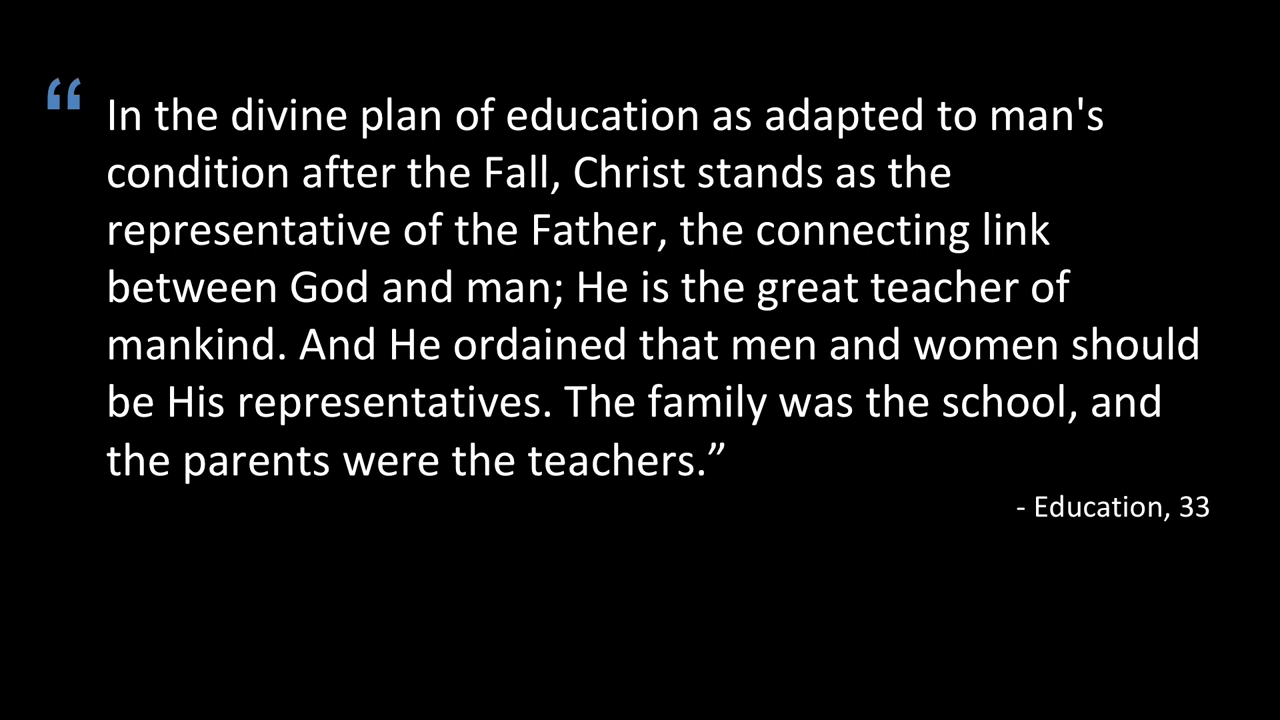 “ In the divine plan of education as adapted to man's
condition after the Fall, Christ stands as the
representative of the Father, the connecting link
between God and man; He is the great teacher of
mankind. And He ordained that men and women should
be His representatives. The family was the school, and
the parents were the teachers.”
- Education, 33